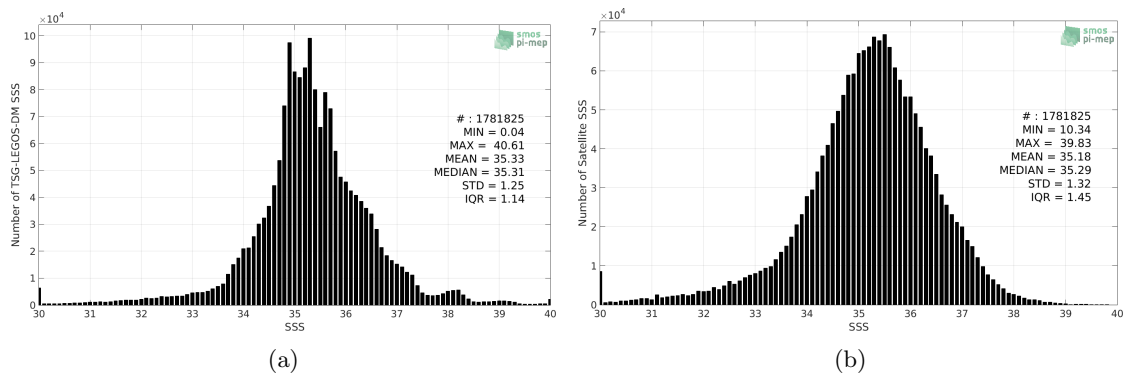 ×10⁴
10
9
8
7
6
5
4
3
2
1
0
Number of TSG-LEGOS-DM SSS
smos
pi-mep
# : 1781825
MIN = 0.04
MAX = 40.61
MEAN = 35.33
MEDIAN = 35.31
STD = 1.25
IQR = 1.14
30 31 32 33 34 35 36 37 38 39 40
SSS
(a)
×10⁴
7
6
5
4
3
2
1
0
Number of Satellite SSS
smos
pi-mep
# : 1781825
MIN = 10.34
MAX = 39.83
MEAN = 35.18
MEDIAN = 35.29
STD = 1.32
IQR = 1.45
30 31 32 33 34 35 36 37 38 39 40
SSS
(b)